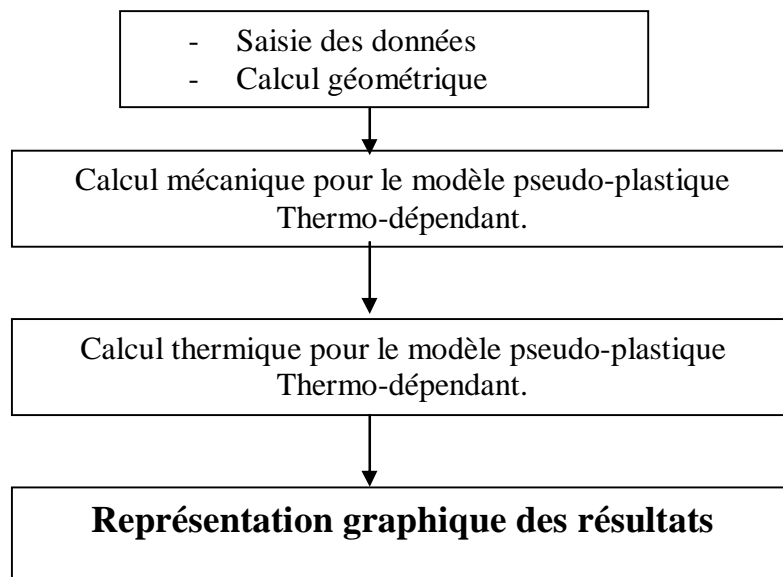 - Saisie des données
- Calcul géométrique
Calcul mécanique pour le modèle pseudo-plastique
Thermo-dépendant.
Calcul thermique pour le modèle pseudo-plastique
Thermo-dépendant.
Représentation graphique des résultats